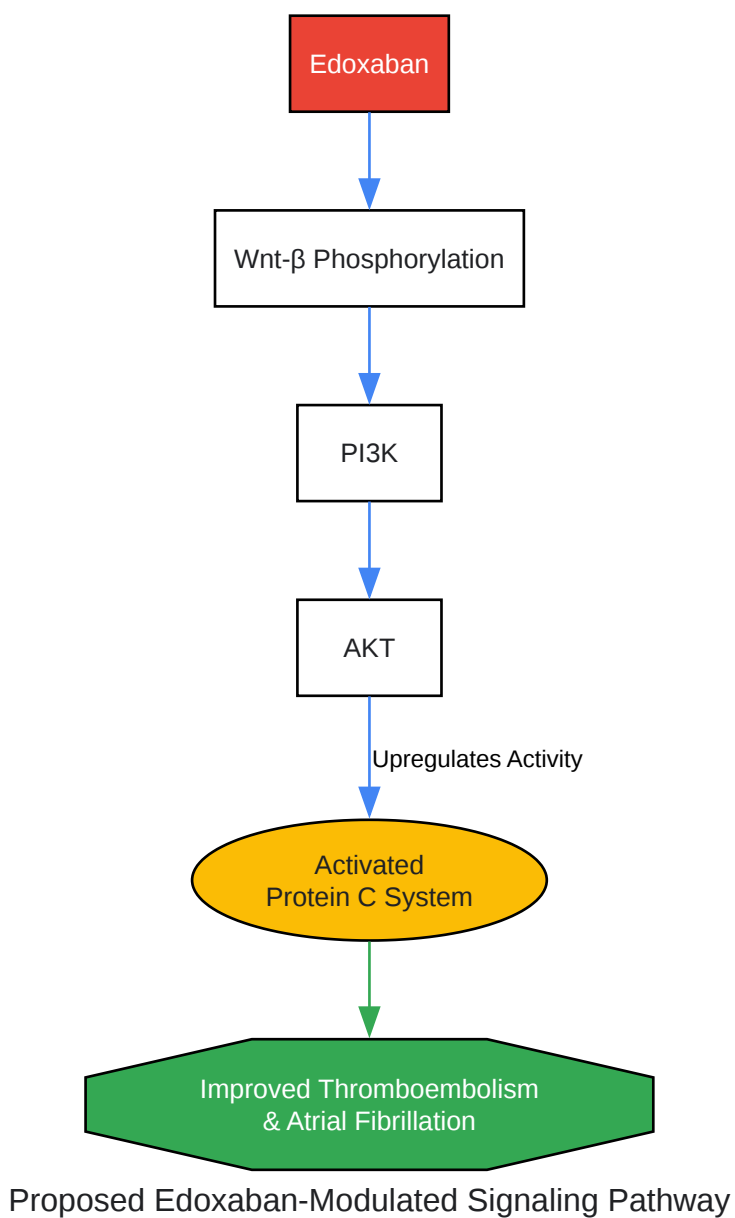 Edoxaban
Wnt-β Phosphorylation
PI3K
AKT
Upregulates Activity
Activated
Protein C System
Improved Thromboembolism
& Atrial Fibrillation
Proposed Edoxaban-Modulated Signaling Pathway